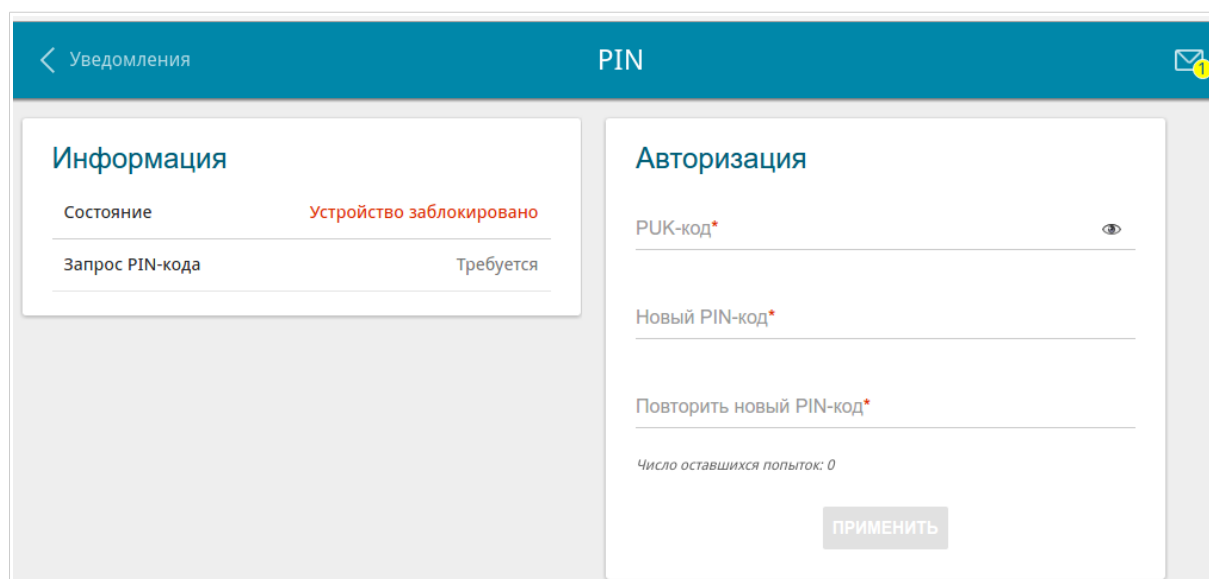 Уведомления
PIN
1
Информация
Состояние Устройство заблокировано
Запрос PIN-кода Требуется
Авторизация
PUK-код*
Новый PIN-код*
Повторить новый PIN-код*
Число оставшихся попыток: 0
ПРИМЕНИТЬ